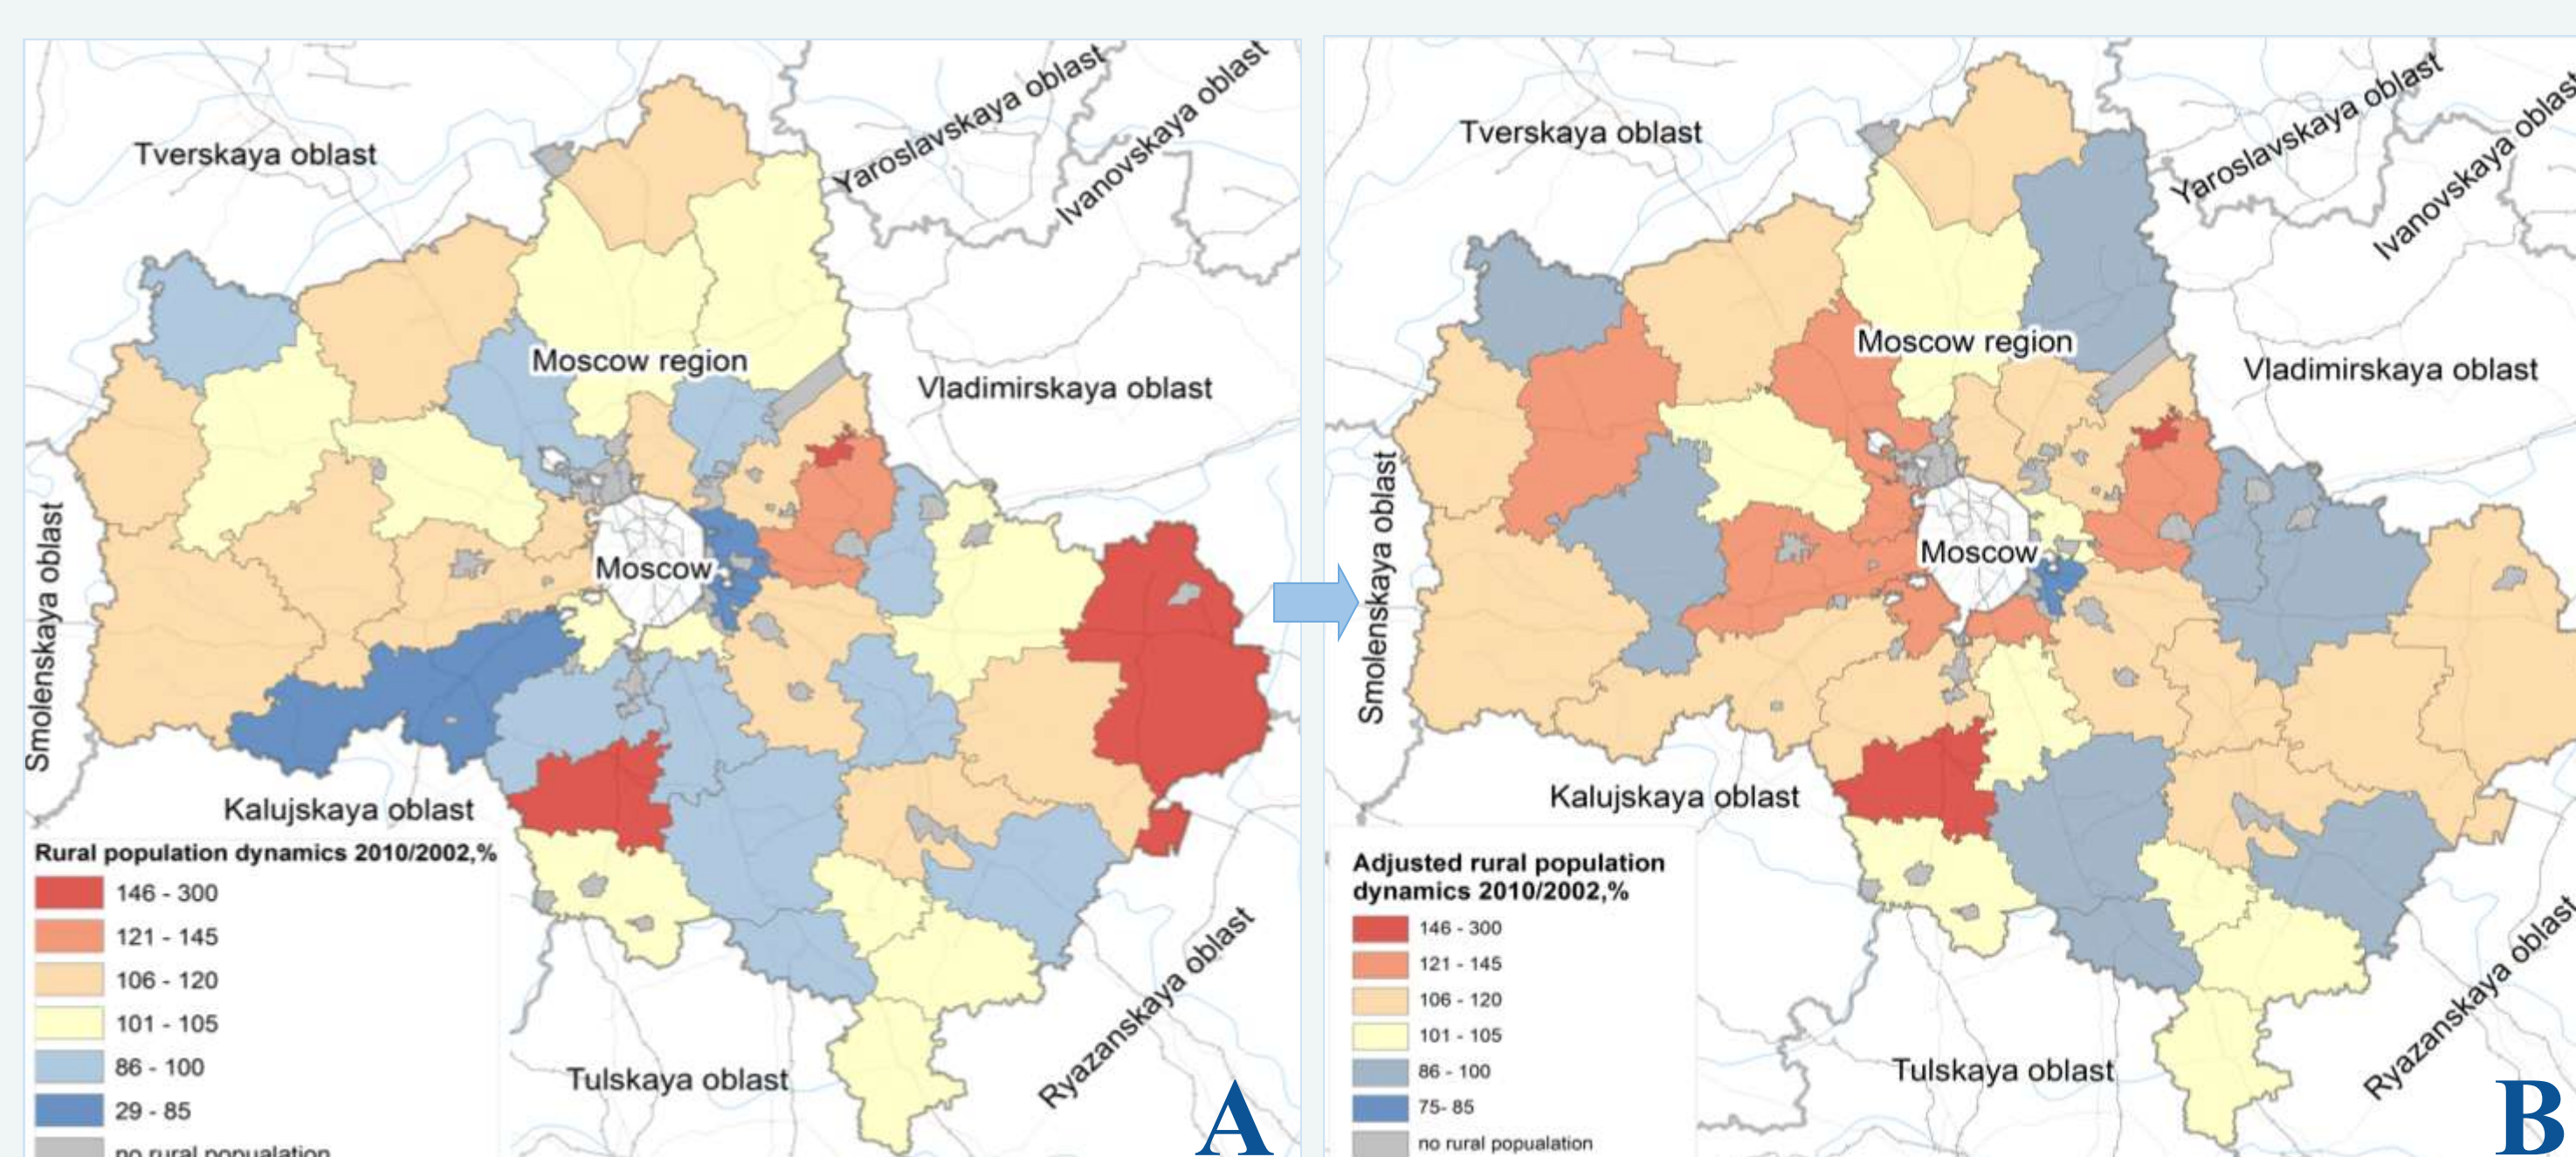 Tverskaya oblast
Yaroslavskaya oblast
Ivanovskaya oblast
Moscow region
Vladimirskaya oblast
Smolenskaya oblast
Moscow
Kalujskaya oblast
Rural population dynamics 2010/2002,%
146 - 300
121 - 145
106 - 120
101 - 105
86 - 100
29 - 85
no rural popualation
Tulskaya oblast
Ryazanskaya oblast
A
Tverskaya oblast
Yaroslavskaya oblast
Ivanovskaya oblast
Moscow region
Vladimirskaya oblast
Smolenskaya oblast
Moscow
Kalujskaya oblast
Adjusted rural population
dynamics 2010/2002,%
146 - 300
121 - 145
106 - 120
101 - 105
86 - 100
75- 85
no rural popualation
Tulskaya oblast
Ryazanskaya oblast
B